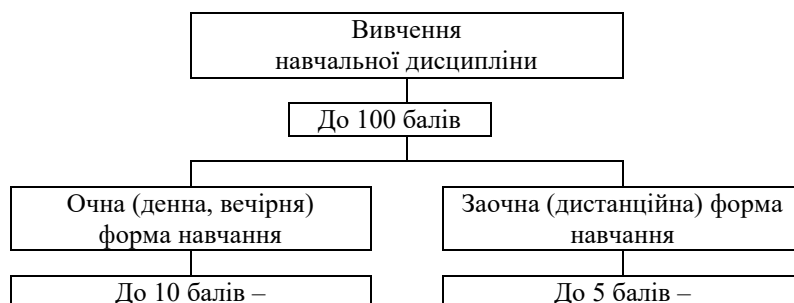 Вивчення
навчальної дисципліни
До 100 балів
Очна (денна, вечірня)
форма навчання
Заочна (дистанційна) форма
навчання
До 10 балів –
До 5 балів –